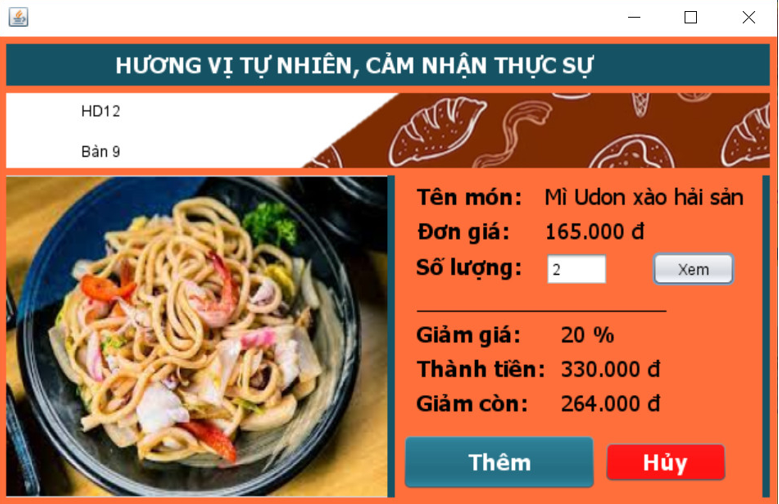 HƯƠNG VỊ TỰ NHIÊN, CẢM NHẬN THỰC SỰ
HD12
Bàn 9
Tên món: Mì Udon xào hải sản
Đơn giá: 165.000 đ
Số lượng: 2 Xem
Giảm giá: 20 %
Thành tiền: 330.000 đ
Giảm còn: 264.000 đ
Thêm Hủy